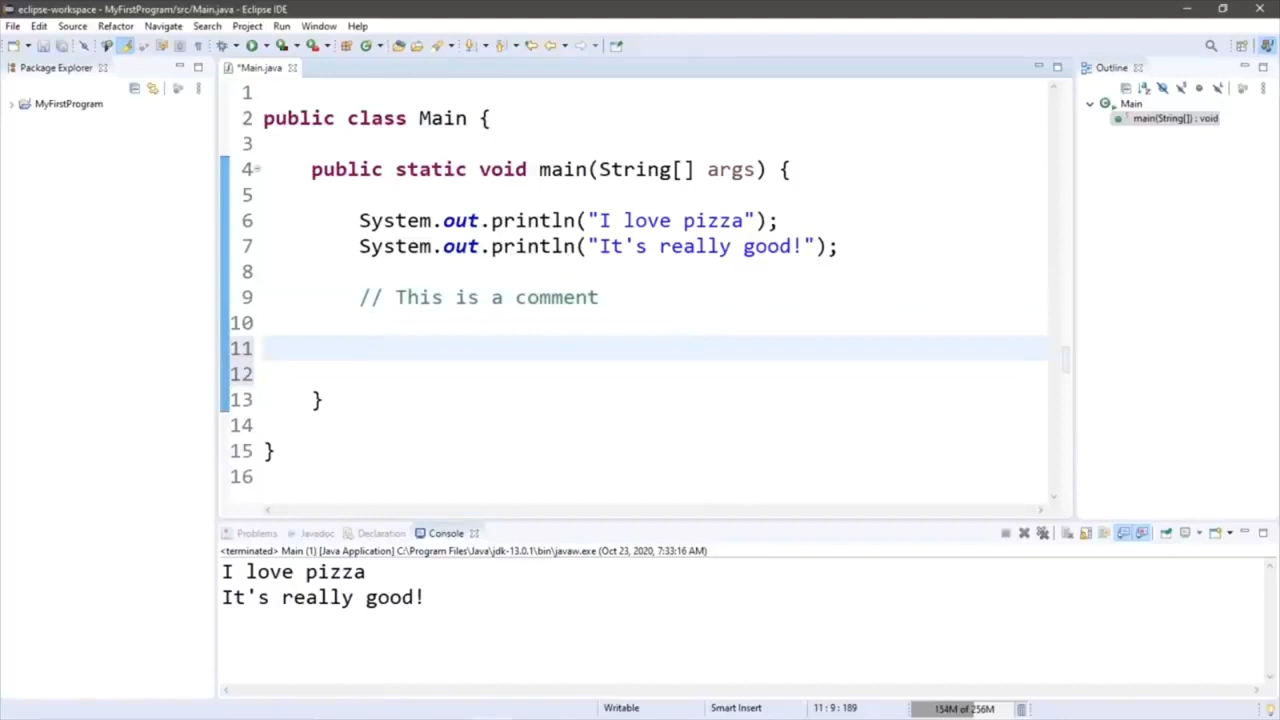 eclipse-workspace - MyFirstProgram/src/Main.java - Eclipse IDE
File Edit Source Refactor Navigate Search Project Run Window Help
Package Explorer
*Main.java
Outline
MyFirstProgram
Main
main(String[]) : void
1
2 public class Main {
3
4 public static void main(String[] args) {
5
6 System.out.println("I love pizza");
7 System.out.println("It's really good!");
8
9 // This is a comment
10
11
12
13 }
14
15 }
16
Problems Javadoc Declaration Console
<terminated> Main (1) [Java Application] C:\Program Files\Java\jdk-13.0.1\bin\javaw.exe (Oct 23, 2020, 7:33:16 AM)
I love pizza
It's really good!
Writable Smart Insert 11 : 9 : 189 154M of 256M